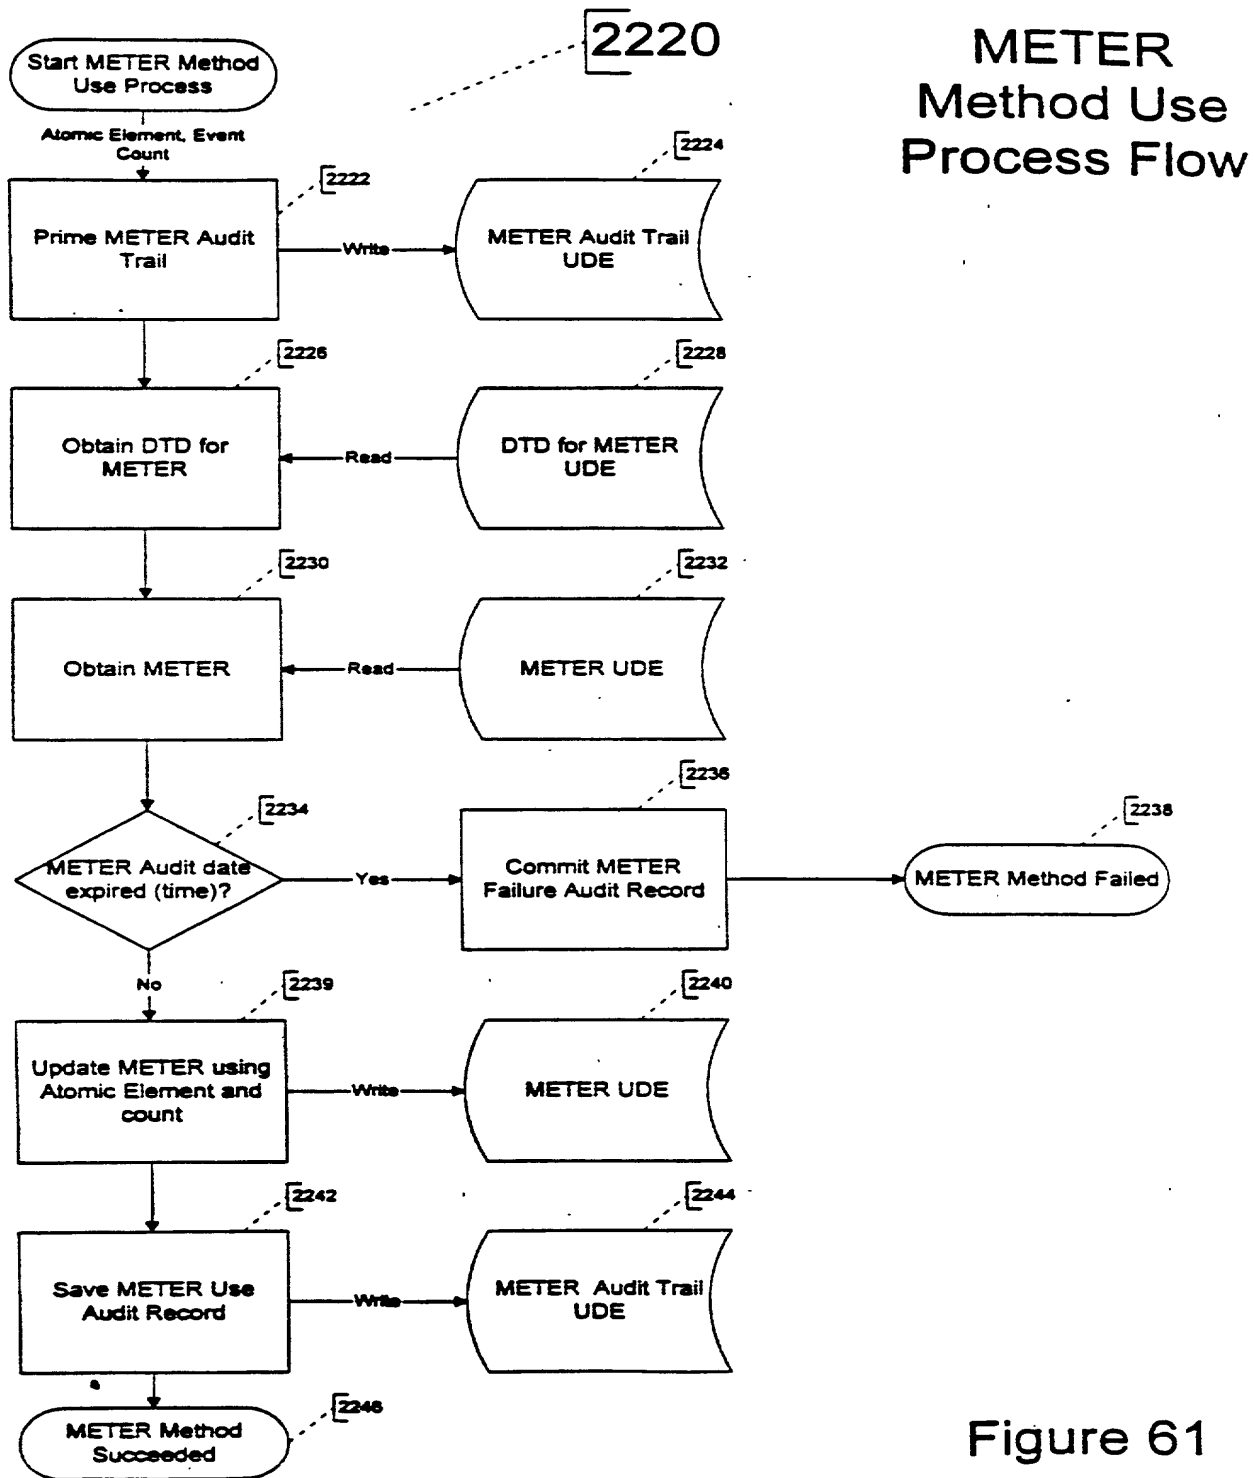 2220
METER
Method Use
Process Flow
Start METER Method
Use Process
Atomic Element, Event
Count
2222
2224
Prime METER Audit
Trail
Write
METER Audit Trail
UDE
2226
2228
Obtain DTD for
METER
Read
DTD for METER
UDE
2230
2232
Obtain METER
Read
METER UDE
2234
2236
2238
METER Audit date
expired (time)?
Yes
Commit METER
Failure Audit Record
METER Method Failed
No
2239
2240
Update METER using
Atomic Element and
count
Write
METER UDE
2242
2244
Save METER Use
Audit Record
Write
METER Audit Trail
UDE
2246
METER Method
Succeeded
Figure 61